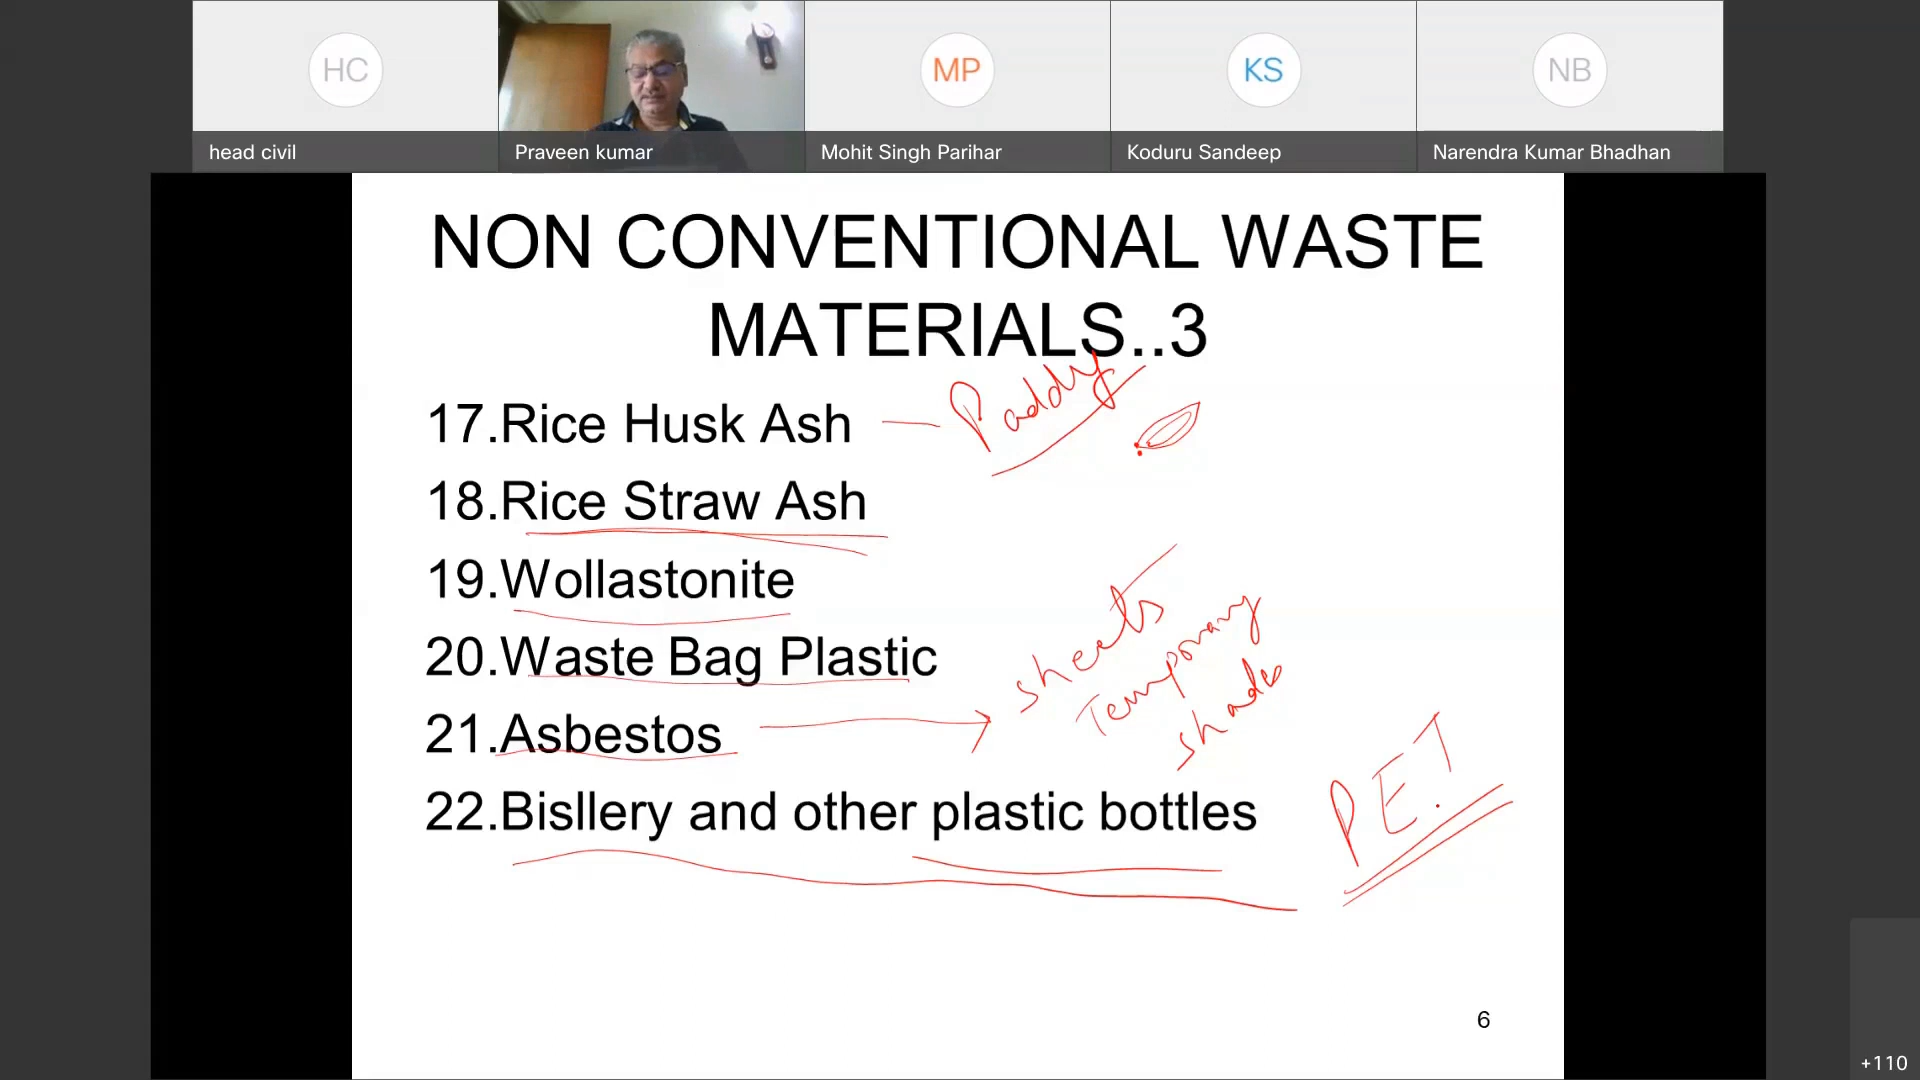 HC
MP
KS
NB
head civil
Praveen kumar
Mohit Singh Parihar
Koduru Sandeep
Narendra Kumar Bhadhan
NON CONVENTIONAL WASTE
MATERIALS..3
17.Rice Husk Ash
Paddy
18.Rice Straw Ash
19.Wollastonite
20.Waste Bag Plastic
sheets
Temporary
shades
21.Asbestos
22.Bisllery and other plastic bottles
PET
6
+110